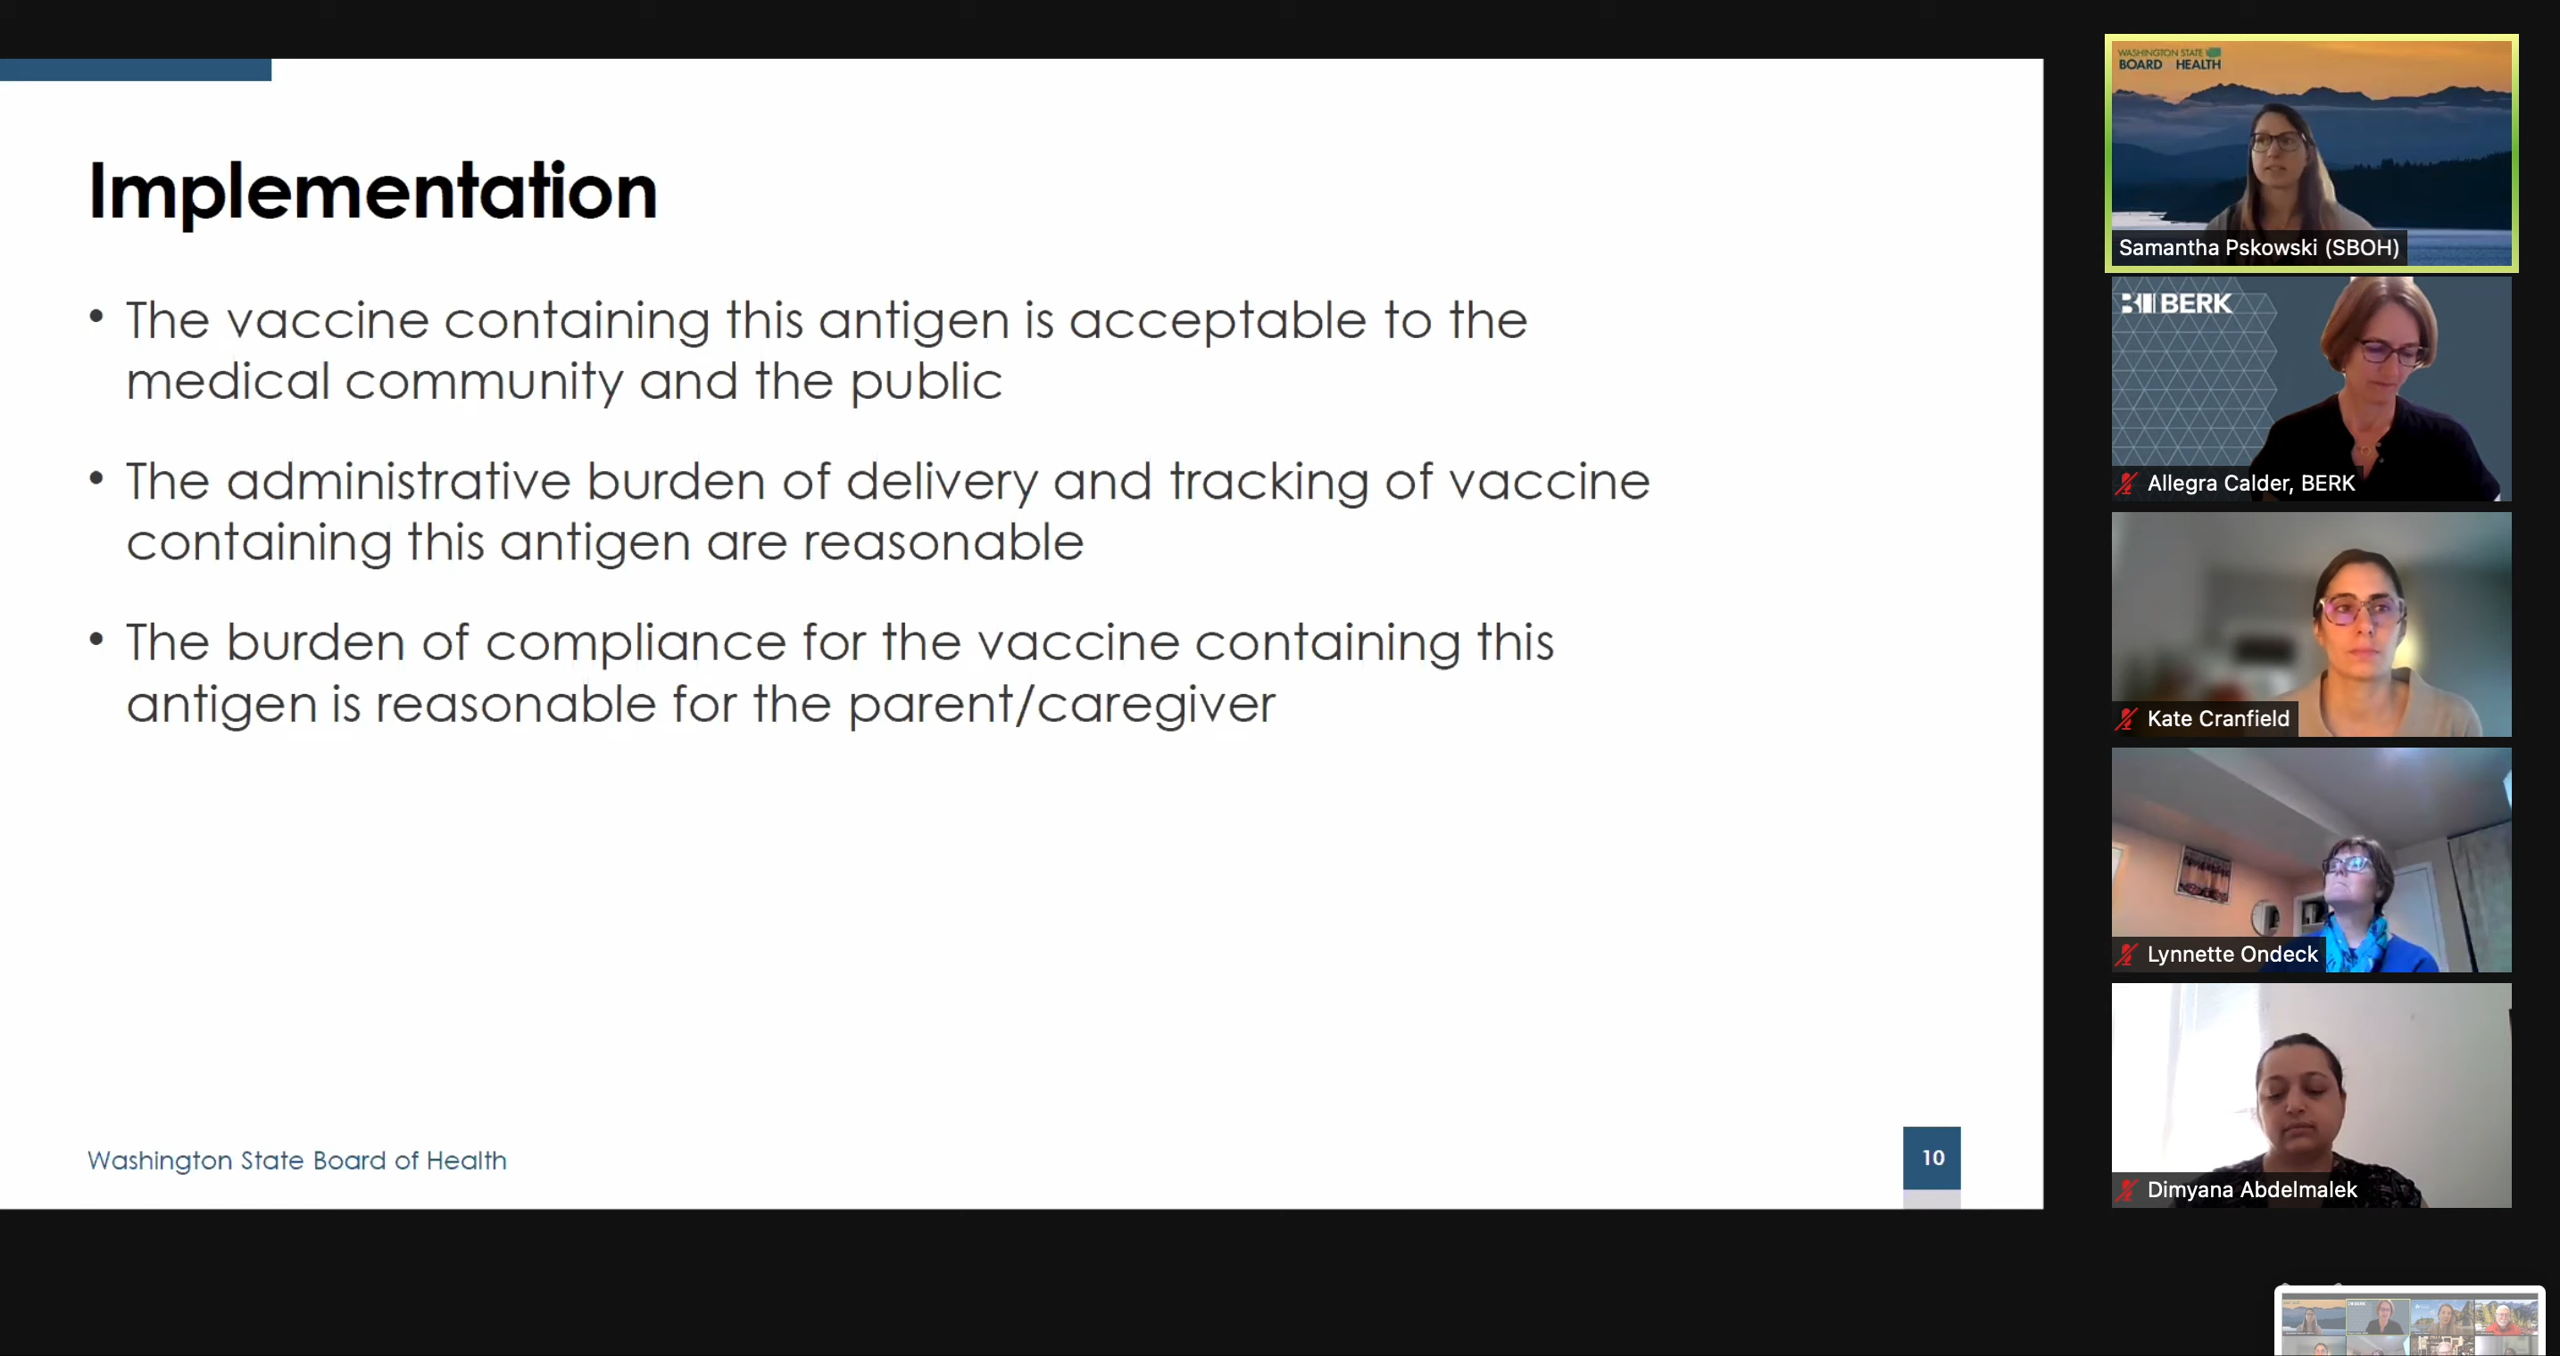 Implementation
• The vaccine containing this antigen is acceptable to the
medical community and the public
• The administrative burden of delivery and tracking of vaccine
containing this antigen are reasonable
• The burden of compliance for the vaccine containing this
antigen is reasonable for the parent/caregiver
Washington State Board of Health
10
WASHINGTON STATE
BOARD HEALTH
Samantha Pskowski (SBOH)
BERK
Allegra Calder, BERK
Kate Cranfield
Lynnette Ondeck
Dimyana Abdelmalek